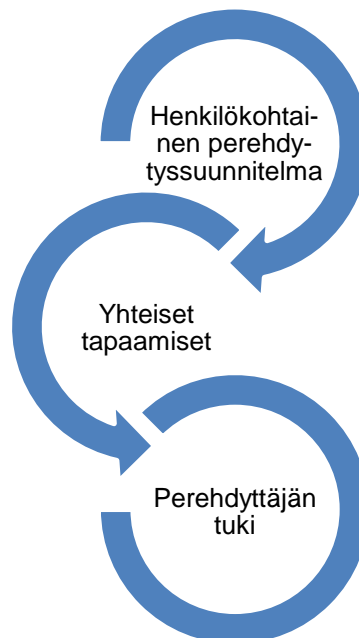 Henkilökohtai-
nen perehdy-
tyssuunnitelma
Yhteiset
tapaamiset
Perehdyttäjän
tuki